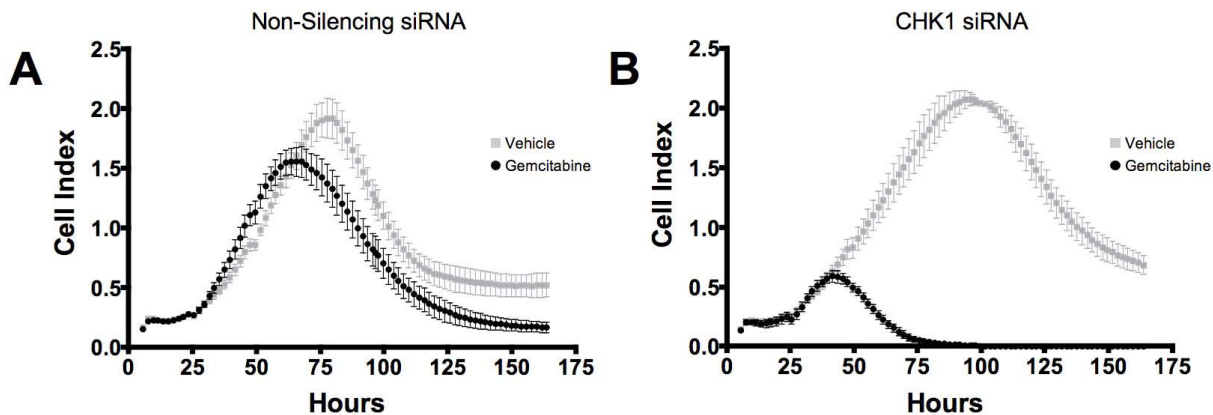 Non-Silencing siRNA
A
2.5
2.0
1.5
1.0
0.5
0.0
Cell Index
0 25 50 75 100 125 150 175
Hours
Vehicle
Gemcitabine
CHK1 siRNA
B
2.5
2.0
1.5
1.0
0.5
0.0
Cell Index
0 25 50 75 100 125 150 175
Hours
Vehicle
Gemcitabine